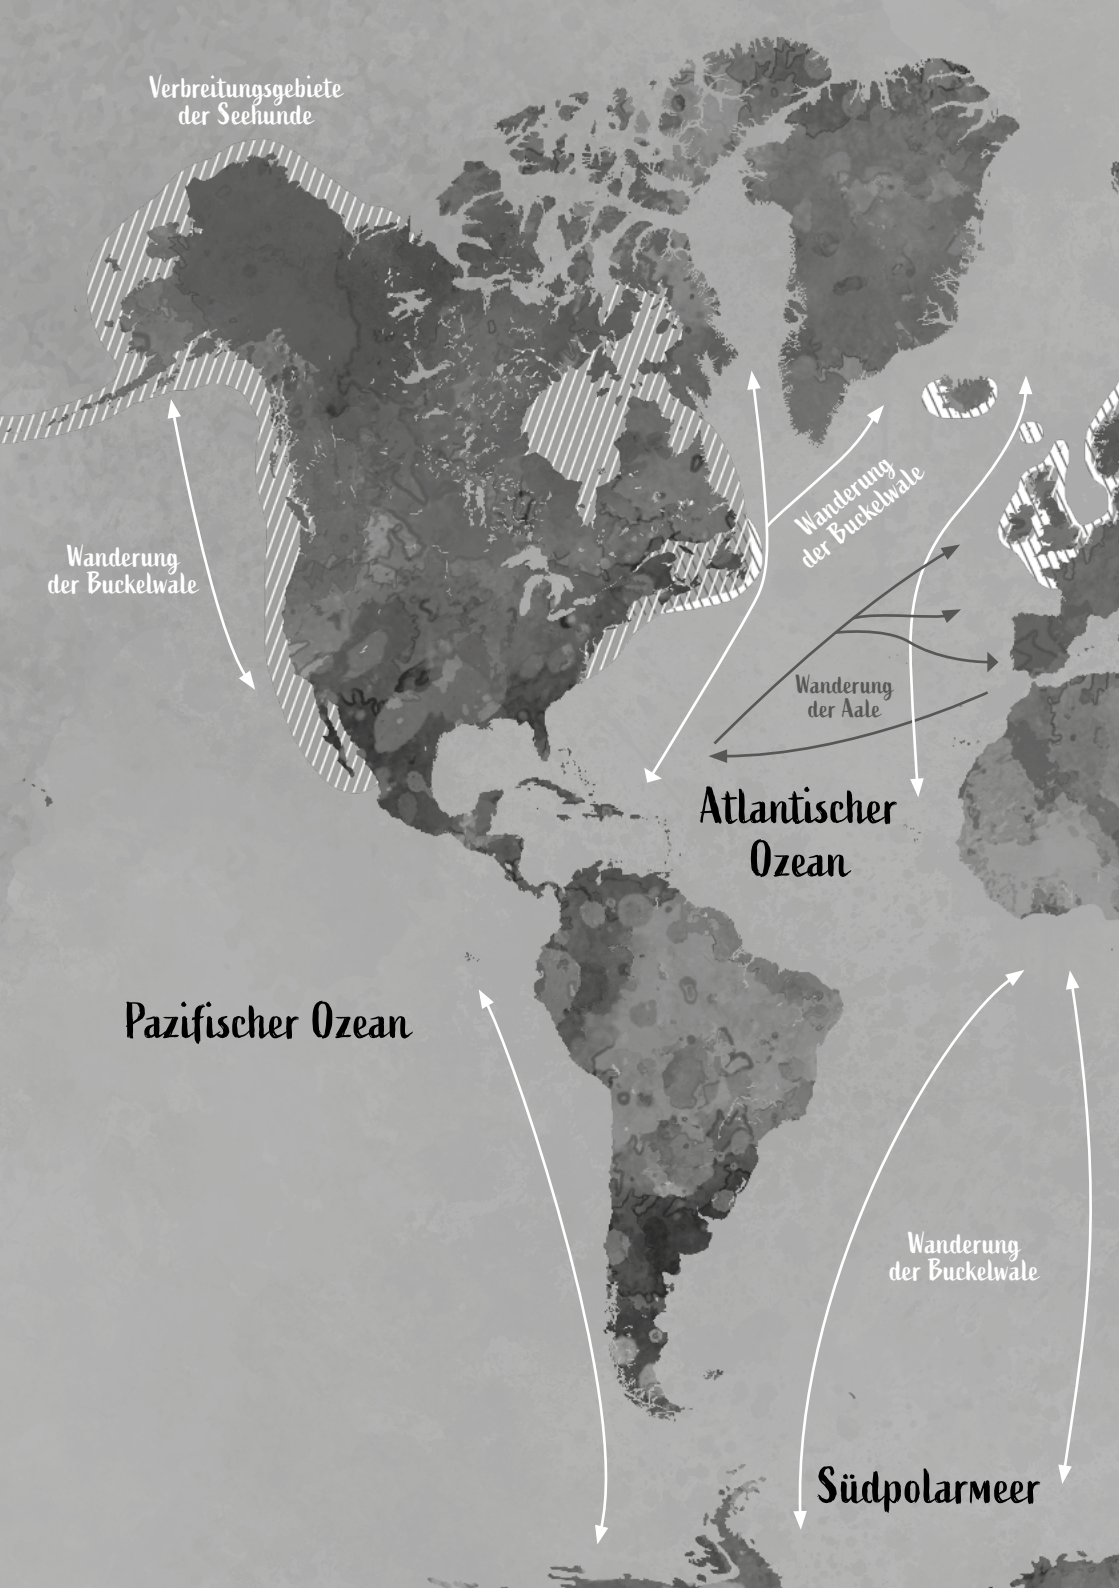 Verbreitungsgebiete
der Seehunde
Wanderung
der Buckelwale
Wanderung
der Buckelwale
Wanderung
der Aale
Atlantischer
Ozean
Pazifischer Ozean
Wanderung
der Buckelwale
Südpolarmeer